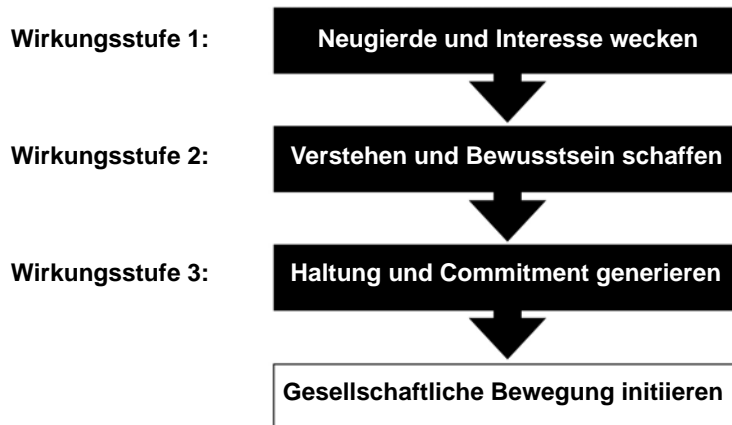 Wirkungsstufe 1: Neugierde und Interesse wecken
Wirkungsstufe 2: Verstehen und Bewusstsein schaffen
Wirkungsstufe 3: Haltung und Commitment generieren
Gesellschaftliche Bewegung initiieren